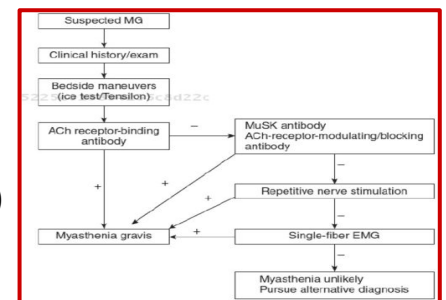 Suspected MG
Clinical history/exam
Bedside maneuvers
(ice test/Tensilon)
ACh receptor-binding
antibody
–
MuSK antibody
ACh-receptor-modulating/blocking
antibody
–
+
+
+
Repetitive nerve stimulation
–
Myasthenia gravis
+
Single-fiber EMG
–
Myasthenia unlikely
Pursue alternative diagnosis
)